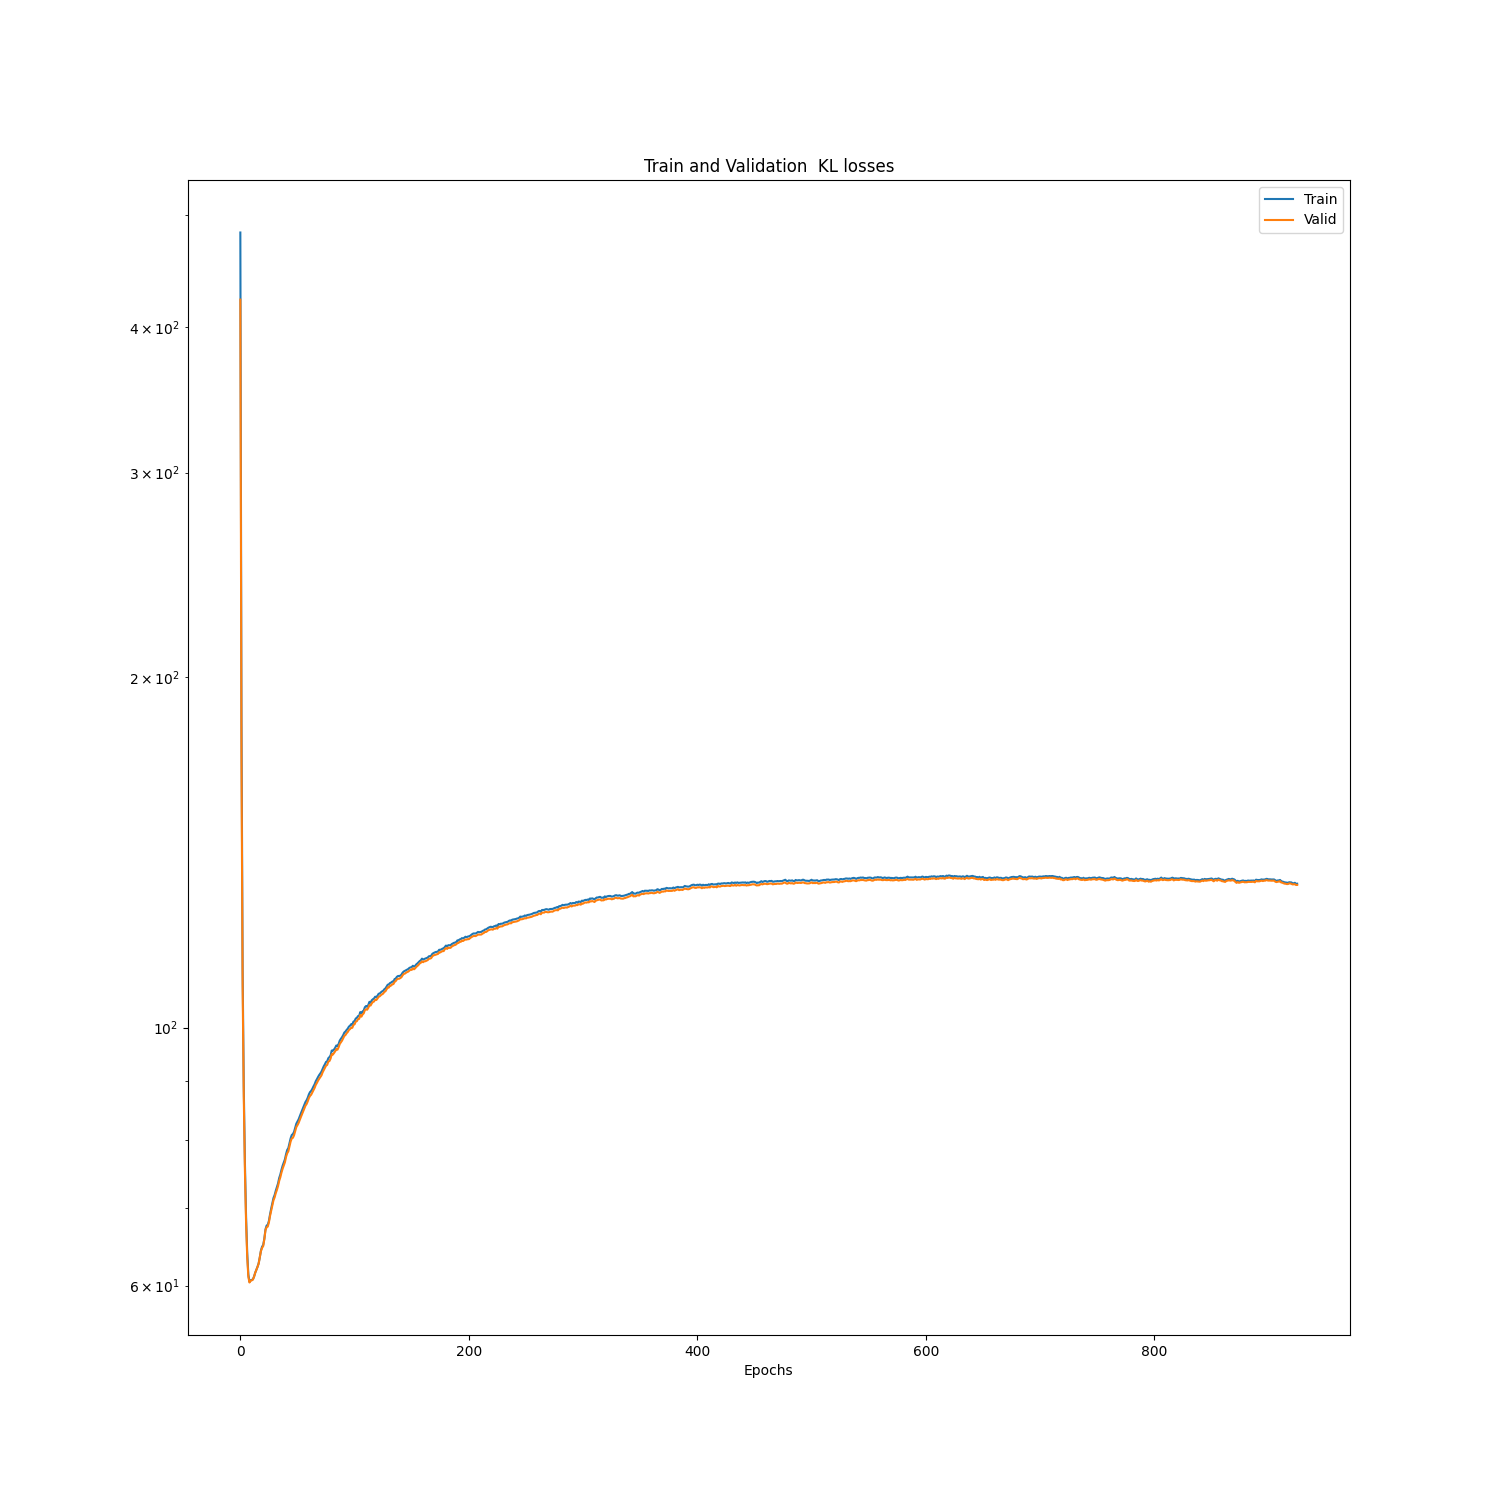 Train and Validation  KL losses
Train
Valid
4 × 10²
3 × 10²
2 × 10²
10²
6 × 10¹
0 200 400 600 800
Epochs